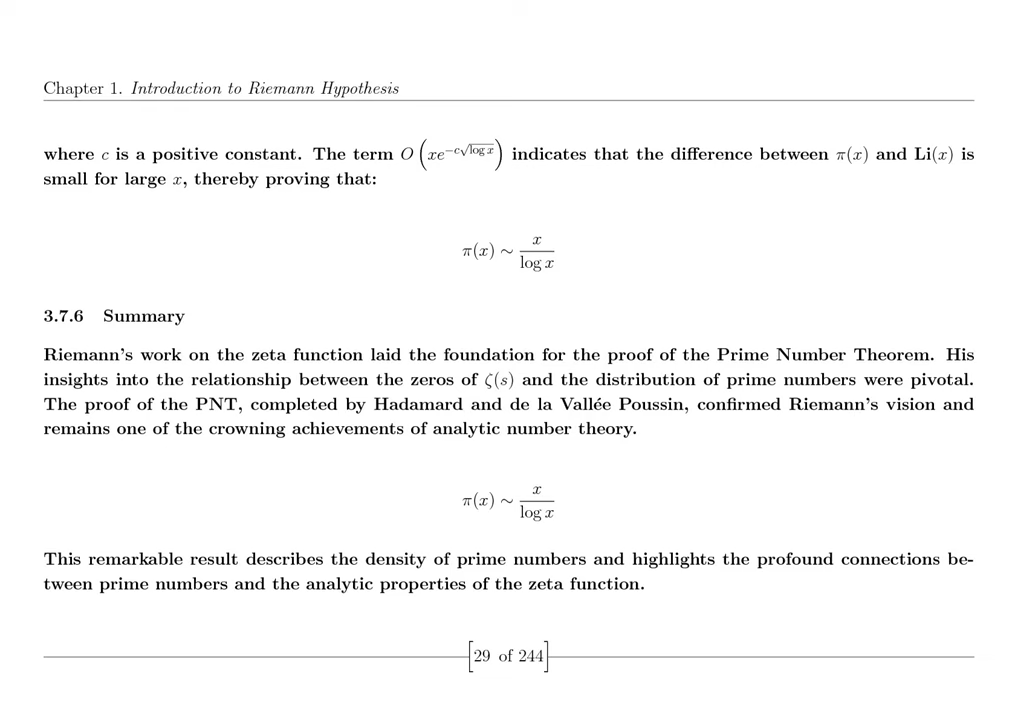 Chapter 1. Introduction to Riemann Hypothesis
where c is a positive constant. The term O(xe^{−c√log x}) indicates that the difference between π(x) and Li(x) is
small for large x, thereby proving that:
π(x) ∼ x / log x
3.7.6 Summary
Riemann's work on the zeta function laid the foundation for the proof of the Prime Number Theorem. His
insights into the relationship between the zeros of ζ(s) and the distribution of prime numbers were pivotal.
The proof of the PNT, completed by Hadamard and de la Vallée Poussin, confirmed Riemann's vision and
remains one of the crowning achievements of analytic number theory.
π(x) ∼ x / log x
This remarkable result describes the density of prime numbers and highlights the profound connections be-
tween prime numbers and the analytic properties of the zeta function.
[29 of 244]